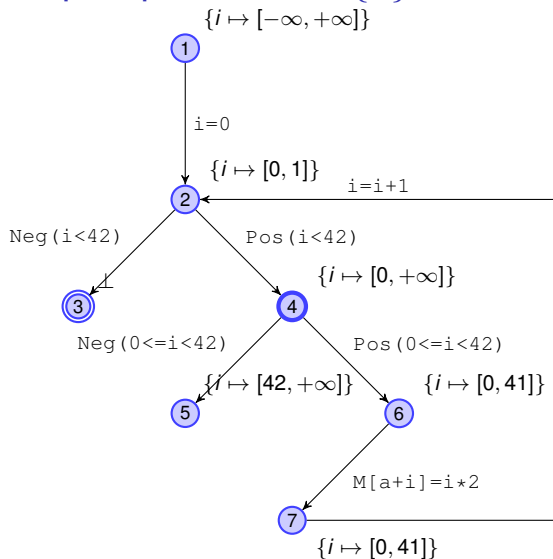 {i ↦ [-∞, +∞]}
1
i=0
{i ↦ [0, 1]}
i=i+1
2
Neg(i<42)
Pos(i<42)
{i ↦ [0, +∞]}
⊥
3
4
Neg(0<=i<42)
Pos(0<=i<42)
{i ↦ [42, +∞]}
{i ↦ [0, 41]}
5
6
M[a+i]=i*2
7
{i ↦ [0, 41]}